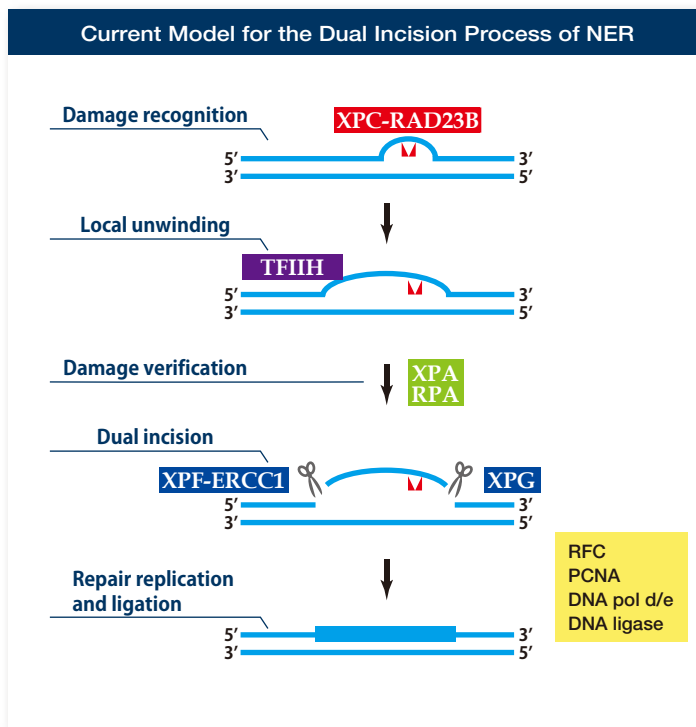 Current Model for the Dual Incision Process of NER
Damage recognition
XPC-RAD23B
5′ 3′
3′ 5′
Local unwinding
TFIIH
5′ 3′
3′ 5′
Damage verification
XPA
RPA
Dual incision
XPF-ERCC1 XPG
5′ 3′
3′ 5′
RFC
PCNA
DNA pol d/e
DNA ligase
Repair replication
and ligation
5′ 3′
3′ 5′